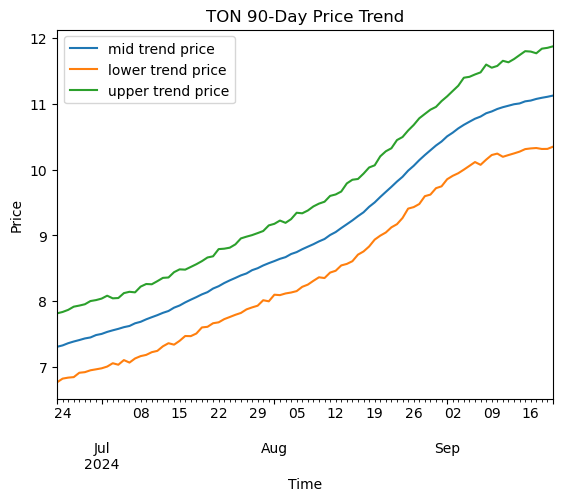 TON 90-Day Price Trend
mid trend price
lower trend price
upper trend price
12
11
10
9
8
7
Price
24 08 15 22 29 05 12 19 26 02 09 16
Jul Aug Sep
2024
Time